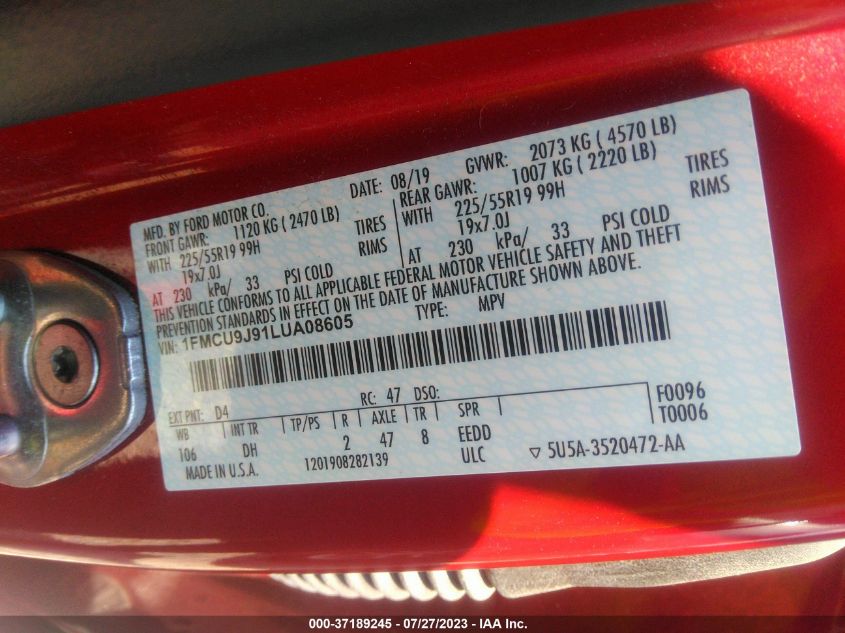 MFD. BY FORD MOTOR CO.
DATE: 08/19 GVWR: 2073 KG ( 4570 LB)
FRONT GAWR: 1120 KG ( 2470 LB)
WITH 225/55R19 99H TIRES
19x7.0J RIMS
AT 230 kPa/ 33 PSI COLD
REAR GAWR: 1007 KG ( 2220 LB)
WITH 225/55R19 99H TIRES
19x7.0J RIMS
AT 230 kPa/ 33 PSI COLD
THIS VEHICLE CONFORMS TO ALL APPLICABLE FEDERAL MOTOR VEHICLE SAFETY AND THEFT
PREVENTION STANDARDS IN EFFECT ON THE DATE OF MANUFACTURE SHOWN ABOVE.
VIN: 1FMCU9J91LUA08605 TYPE: MPV
EXT PNT: D4 RC: 47 DSO: F0096
WB INT TR TP/PS R AXLE TR SPR T0006
106 DH 2 47 8 EEDD
MADE IN U.S.A. 1201908282139 ULC ▽ 5U5A-3520472-AA
000-37189245 - 07/27/2023 - IAA Inc.